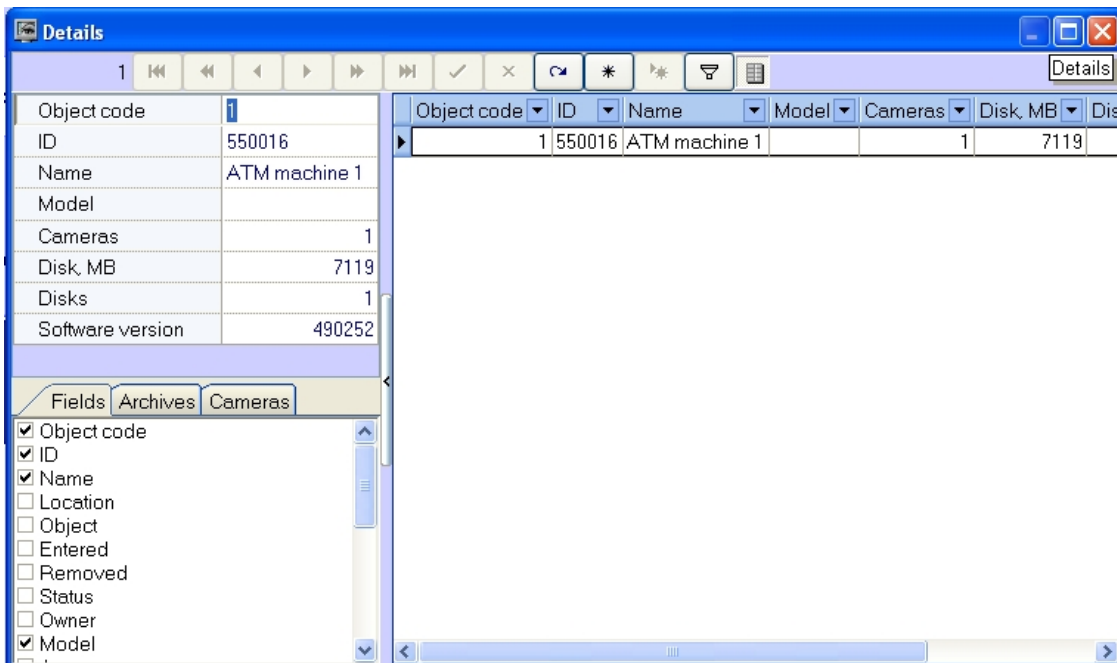 Details
1
Details
Object code 1
ID 550016
Name ATM machine 1
Model
Cameras 1
Disk, MB 7119
Disks 1
Software version 490252
Object code ID Name Model Cameras Disk, MB Dis
1 550016 ATM machine 1 1 7119
Fields Archives Cameras
Object code
ID
Name
Location
Object
Entered
Removed
Status
Owner
Model